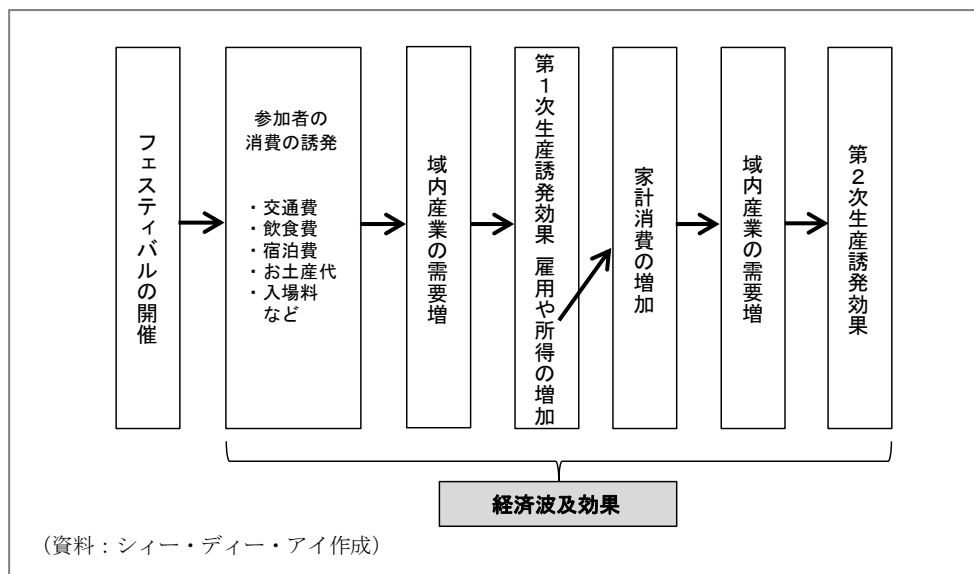 フェスティバルの開催
参加者の
消費の誘発
・交通費
・飲食費
・宿泊費
・お土産代
・入場料
など
域内産業の需要増
第1次生産誘発効果 雇用や所得の増加
家計消費の増加
域内産業の需要増
第2次生産誘発効果
経済波及効果
（資料：シィー・ディー・アイ作成）